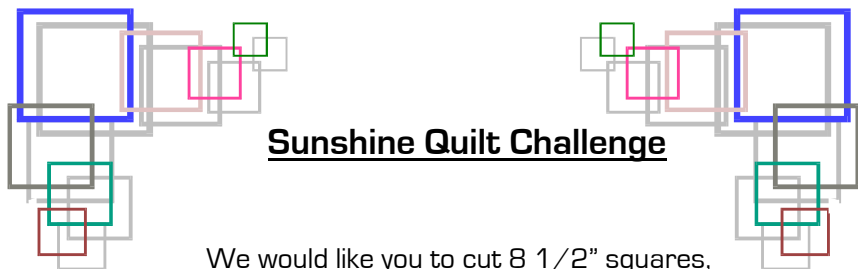 Sunshine Quilt Challenge
We would like you to cut 8 1/2” squares,